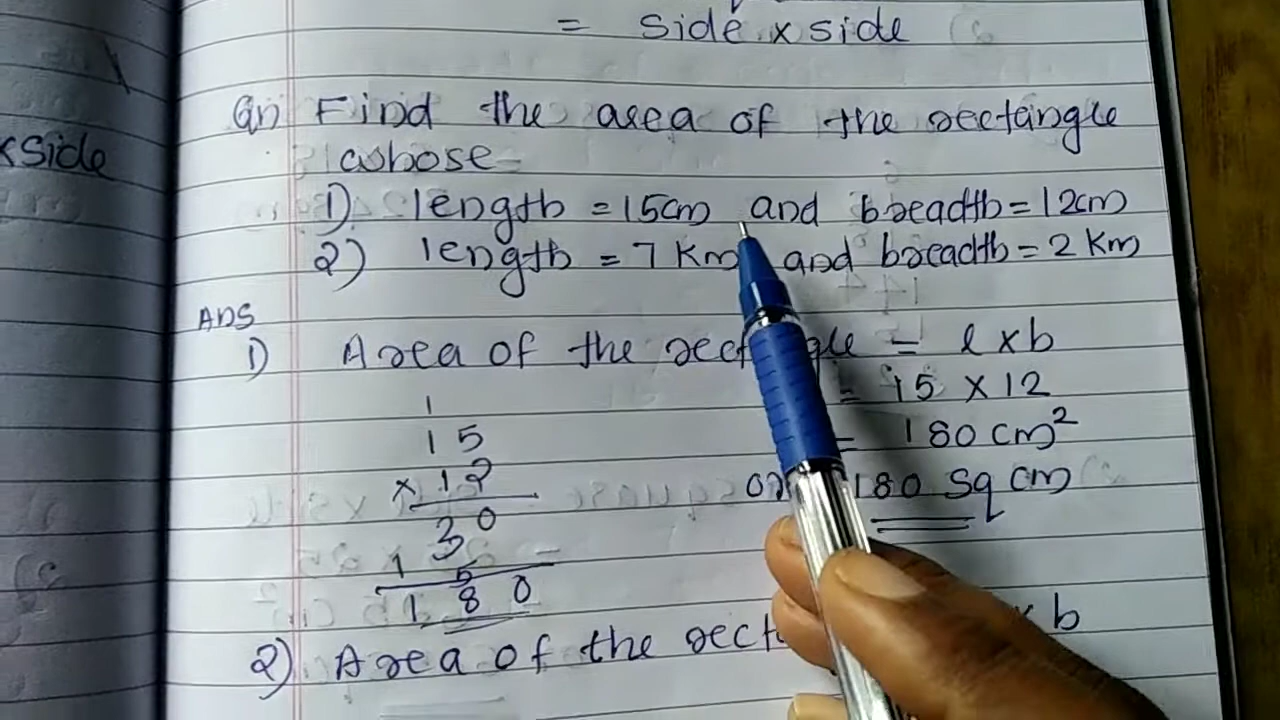 = Side x side
x Side
Qn Find the area of the rectangle
whose
1) length = 15cm and breadth = 12cm
2) length = 7 Km and breadth = 2 Km
Ans
1) Area of the rectangle = l x b
= 15 x 12
1
15
= 180 cm²
x 12
or 180 sq cm
30
15
180
2) Area of the x b